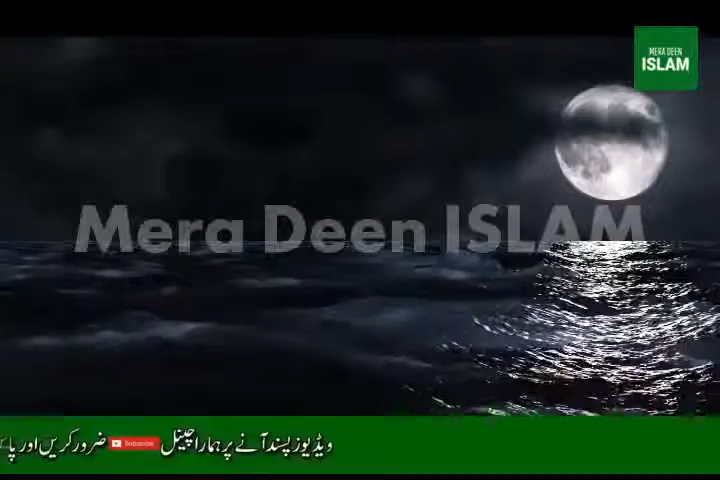 MERA DEEN
ISLAM
Mera Deen ISLAM
ویڈیوز پسند آنے پر ہمارا چینل Subscribe ضرور کریں اور